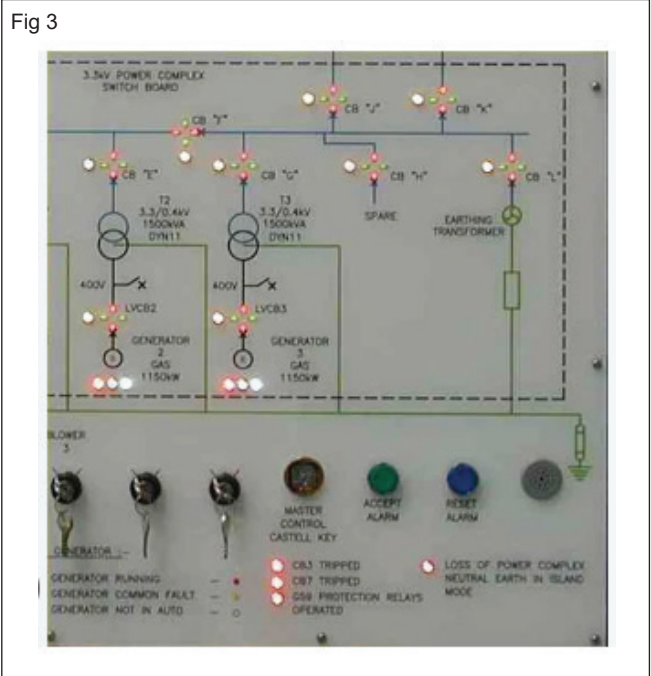 Fig 3
3.3kV POWER COMPLEX
SWITCH BOARD
CB "J"
CB "K"
CB "F"
CB "E"
CB "G"
CB "H"
CB "L"
SPARE
T2
3.3/0.4kV
1500kVA
DYN11
T3
3.3/0.4kV
1500kVA
DYN11
EARTHING
TRANSFORMER
400V
LVCB2
400V
LVCB3
GENERATOR
2
GAS
1150kW
GENERATOR
3
GAS
1150kW
BLOWER
3
MASTER
CONTROL
CASTELL KEY
ACCEPT
ALARM
RESET
ALARM
GENERATOR :-
GENERATOR RUNNING
GENERATOR COMMON FAULT
GENERATOR NOT IN AUTO
CB3 TRIPPED
CB7 TRIPPED
G59 PROTECTION RELAYS
OPERATED
LOSS OF POWER COMPLEX
NEUTRAL EARTH IN ISLAND
MODE